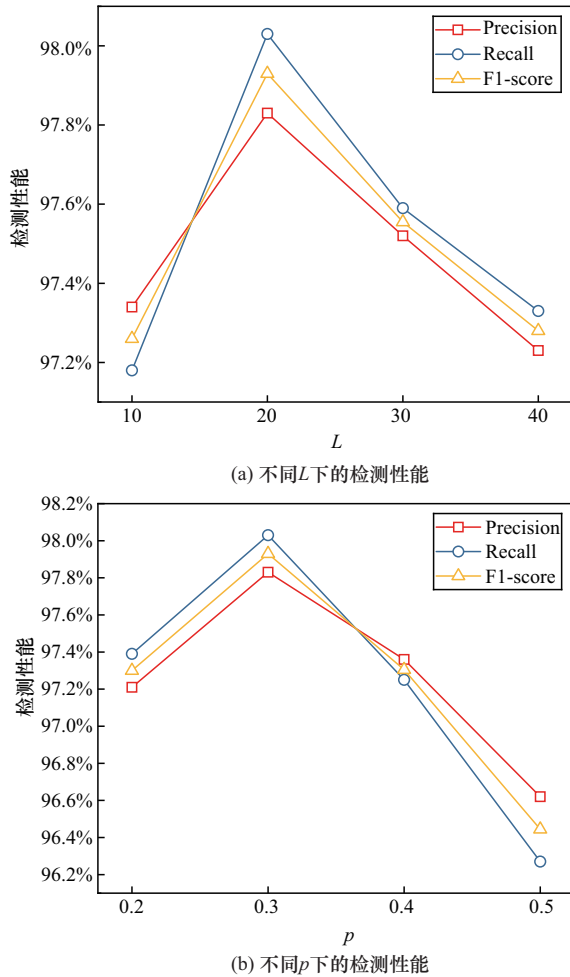 98.0%
97.8%
97.6%
97.4%
97.2%
检测性能
Precision
Recall
F1-score
10 20 30 40
L
(a) 不同L下的检测性能
98.2%
98.0%
97.8%
97.6%
97.4%
97.2%
97.0%
96.8%
96.6%
96.4%
96.2%
检测性能
Precision
Recall
F1-score
0.2 0.3 0.4 0.5
p
(b) 不同p下的检测性能